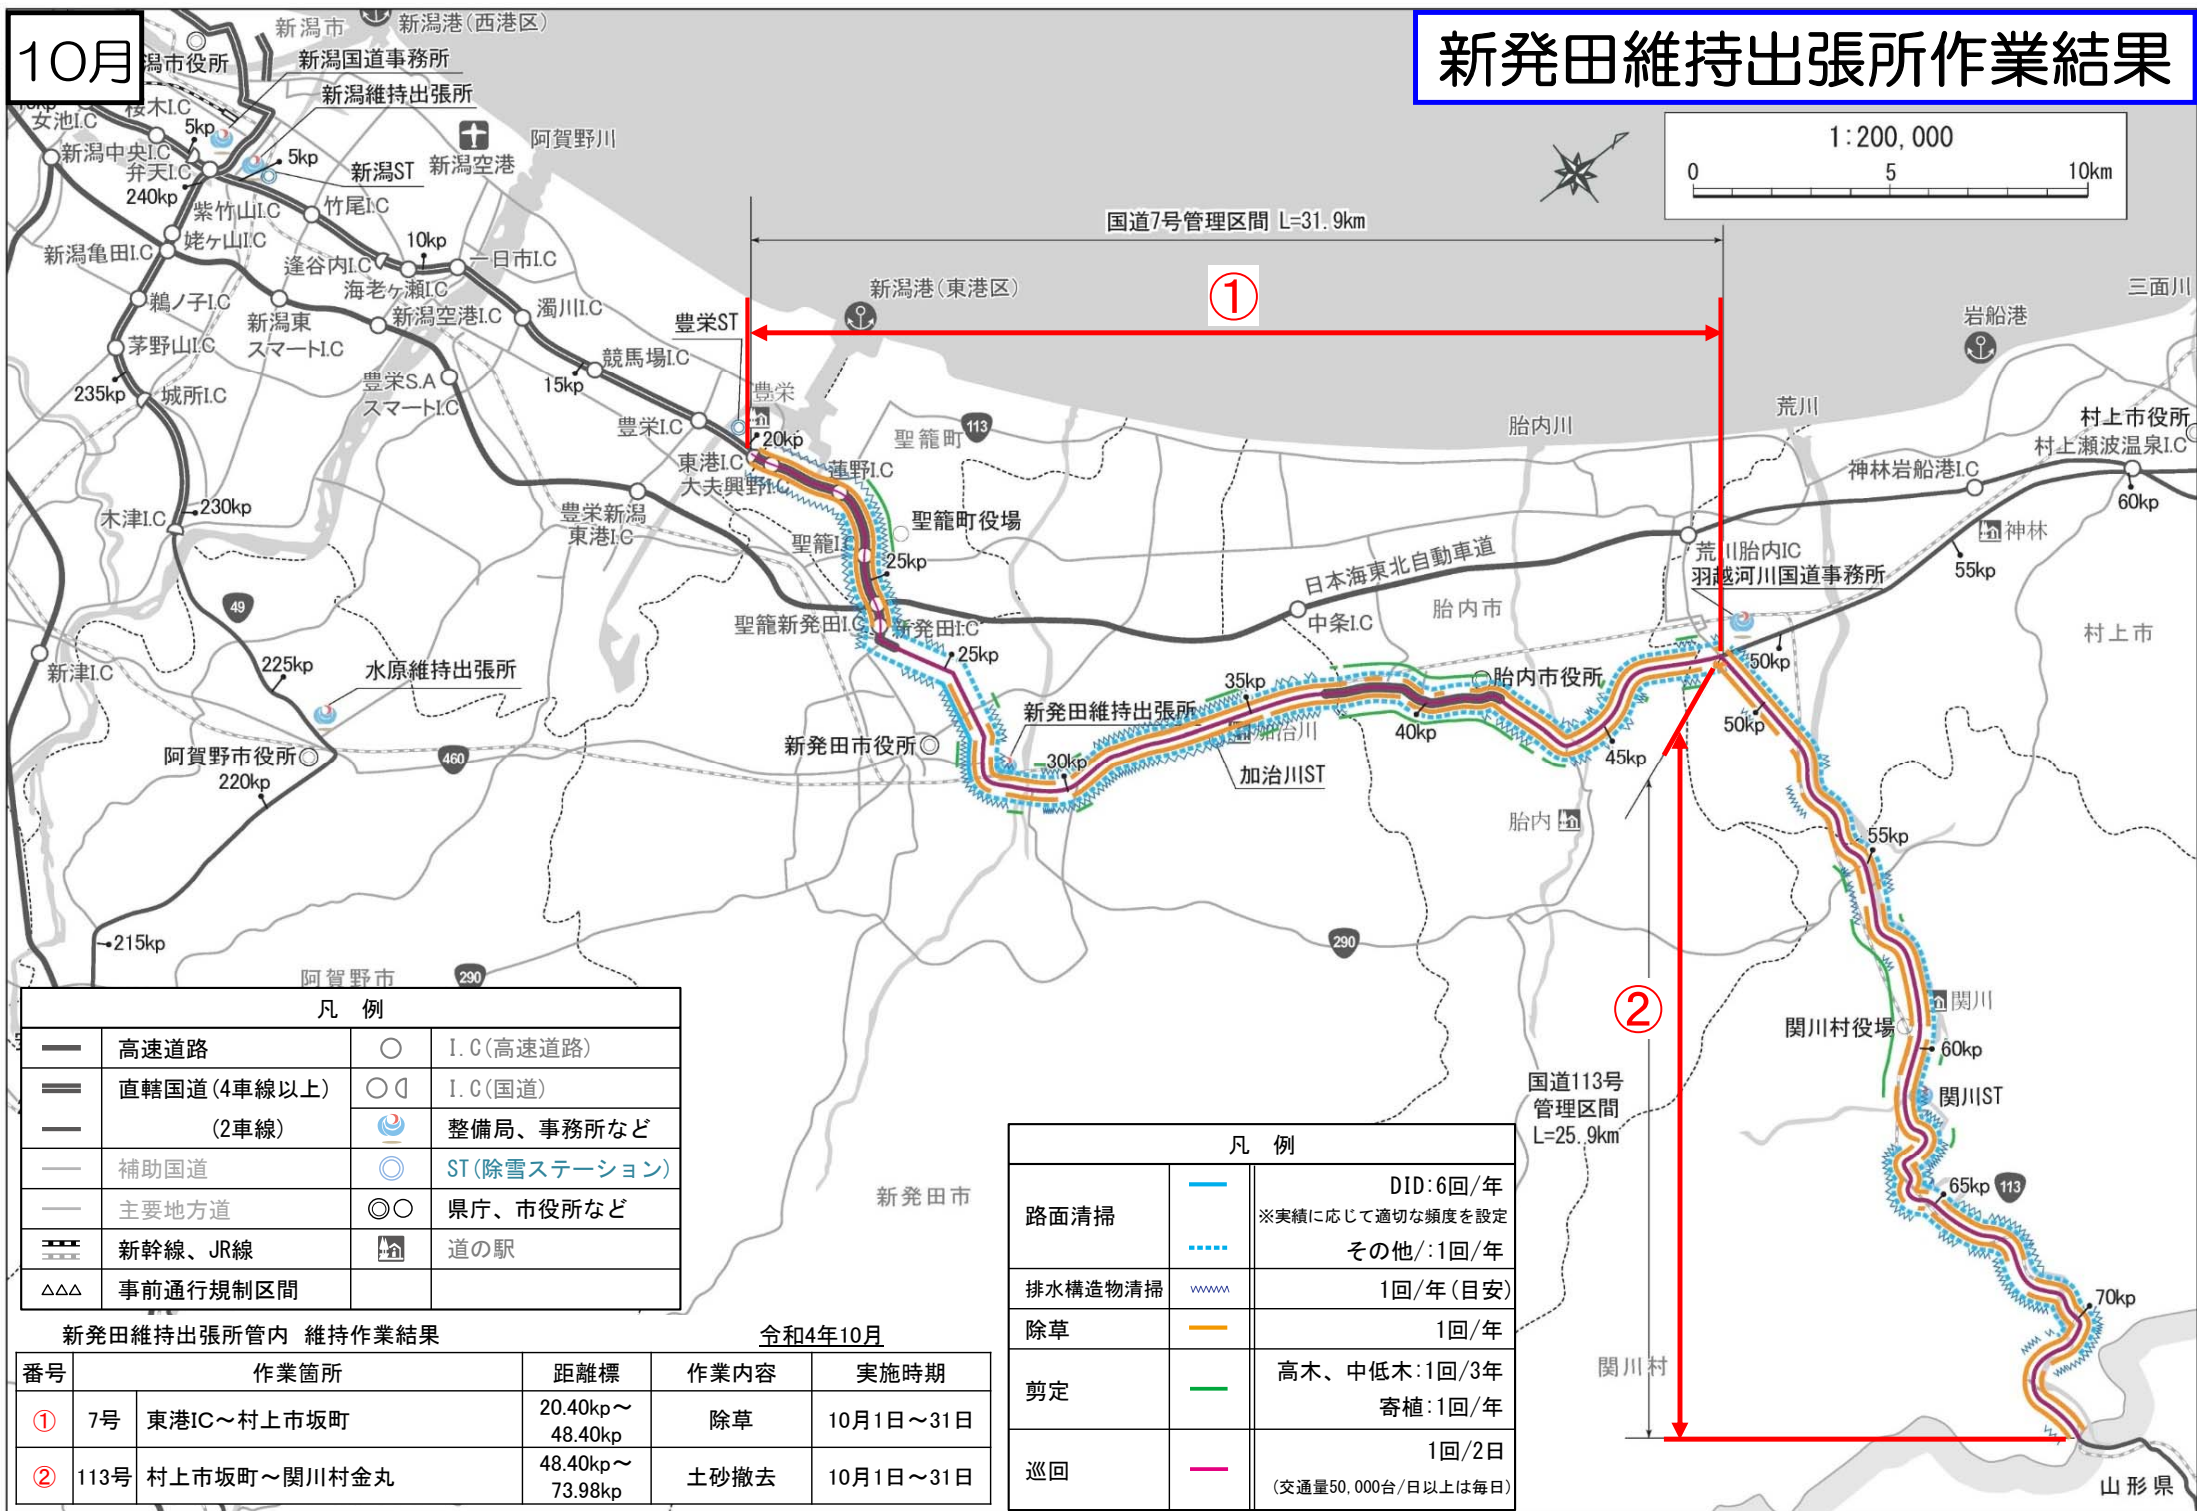 10月
新発田維持出張所作業結果
新潟市
新潟港(西港区)
潟市役所
新潟国道事務所
新潟維持出張所
桜木I.C
女池I.C
5kp
新潟中央I.C
弁天I.C
5kp
新潟ST
新潟空港
阿賀野川
240kp
紫竹山I.C
竹尾I.C
姥ヶ山I.C
新潟亀田I.C
10kp
逢谷内I.C
一日市I.C
海老ヶ瀬I.C
鵜ノ子I.C
新潟東
スマートI.C
新潟空港I.C
濁川I.C
茅野山I.C
競馬場I.C
15kp
235kp
城所I.C
豊栄S.A
スマートI.C
豊栄I.C
豊栄ST
新潟港(東港区)
豊栄
20kp
聖籠町
113
東港I.C
蓮野I.C
大夫興野I.C
230kp
木津I.C
豊栄新潟
東港I.C
聖籠町役場
聖籠I.
25kp
49
聖籠新発田I.C
新発田I.C
25kp
新津I.C
225kp
水原維持出張所
新発田維持出張所
阿賀野市役所
220kp
460
新発田市役所
30kp
35kp
加治川
加治川ST
40kp
胎内市役所
45kp
胎内
215kp
阿賀野市
290
290
新発田市
1:200,000
0 5 10km
国道7号管理区間 L=31.9km
①
三面川
岩船港
荒川
胎内川
村上市役所
村上瀬波温泉I.C
神林岩船港I.C
60kp
神林
55kp
荒川胎内IC
羽越河川国道事務所
日本海東北自動車道
中条I.C
胎内市
村上市
50kp
50kp
55kp
②
関川
関川村役場
60kp
国道113号
管理区間
L=25.9km
関川ST
65kp
113
70kp
関川村
山形県
凡 例
高速道路
I.C(高速道路)
直轄国道(4車線以上)
I.C(国道)
(2車線)
整備局、事務所など
補助国道
ST(除雪ステーション)
主要地方道
県庁、市役所など
新幹線、JR線
道の駅
事前通行規制区間
凡 例
路面清掃
DID:6回/年
※実績に応じて適切な頻度を設定
その他/:1回/年
排水構造物清掃
1回/年(目安)
除草
1回/年
剪定
高木、中低木:1回/3年
寄植:1回/年
巡回
1回/2日
(交通量50,000台/日以上は毎日)
新発田維持出張所管内 維持作業結果
令和4年10月
番号 作業箇所 距離標 作業内容 実施時期
① 7号 東港IC～村上市坂町 20.40kp～48.40kp 除草 10月1日～31日
② 113号 村上市坂町～関川村金丸 48.40kp～73.98kp 土砂撤去 10月1日～31日